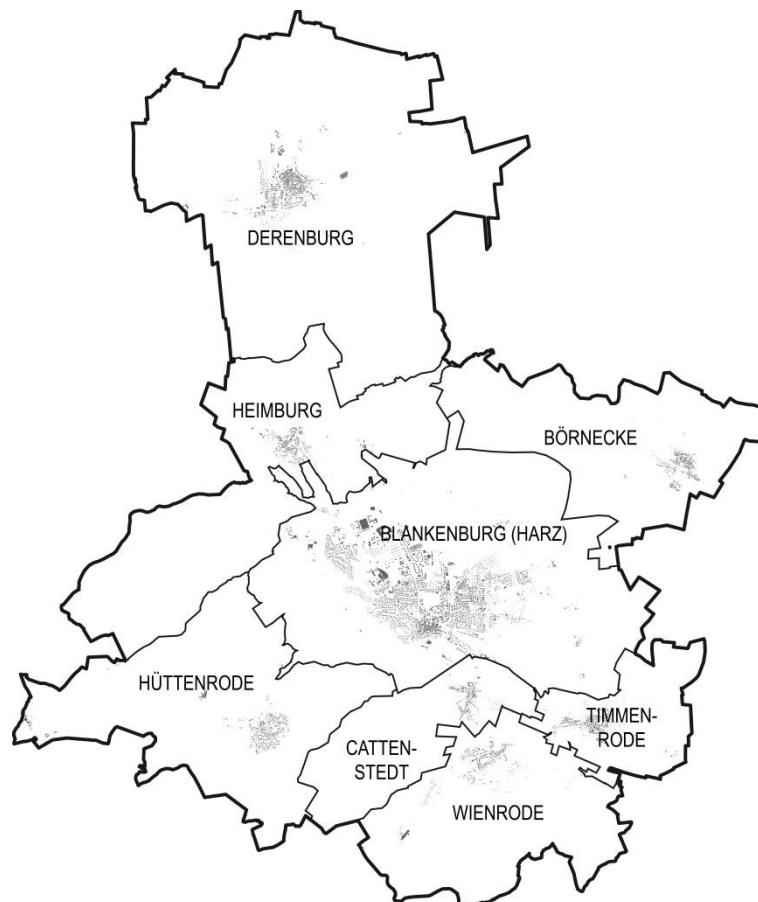 DERENBURG
HEIMBURG
BÖRNECKE
BLANKENBURG (HARZ)
HÜTTENRODE
TIMMEN-
RODE
CATTEN-
STEDT
WIENRODE